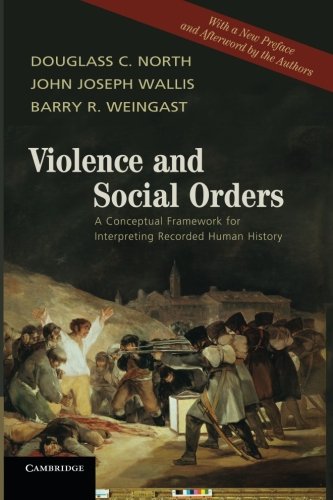 With a New Preface
and Afterword by the Authors
DOUGLASS C. NORTH
JOHN JOSEPH WALLIS
BARRY R. WEINGAST
Violence and
Social Orders
A Conceptual Framework for
Interpreting Recorded Human History
CAMBRIDGE